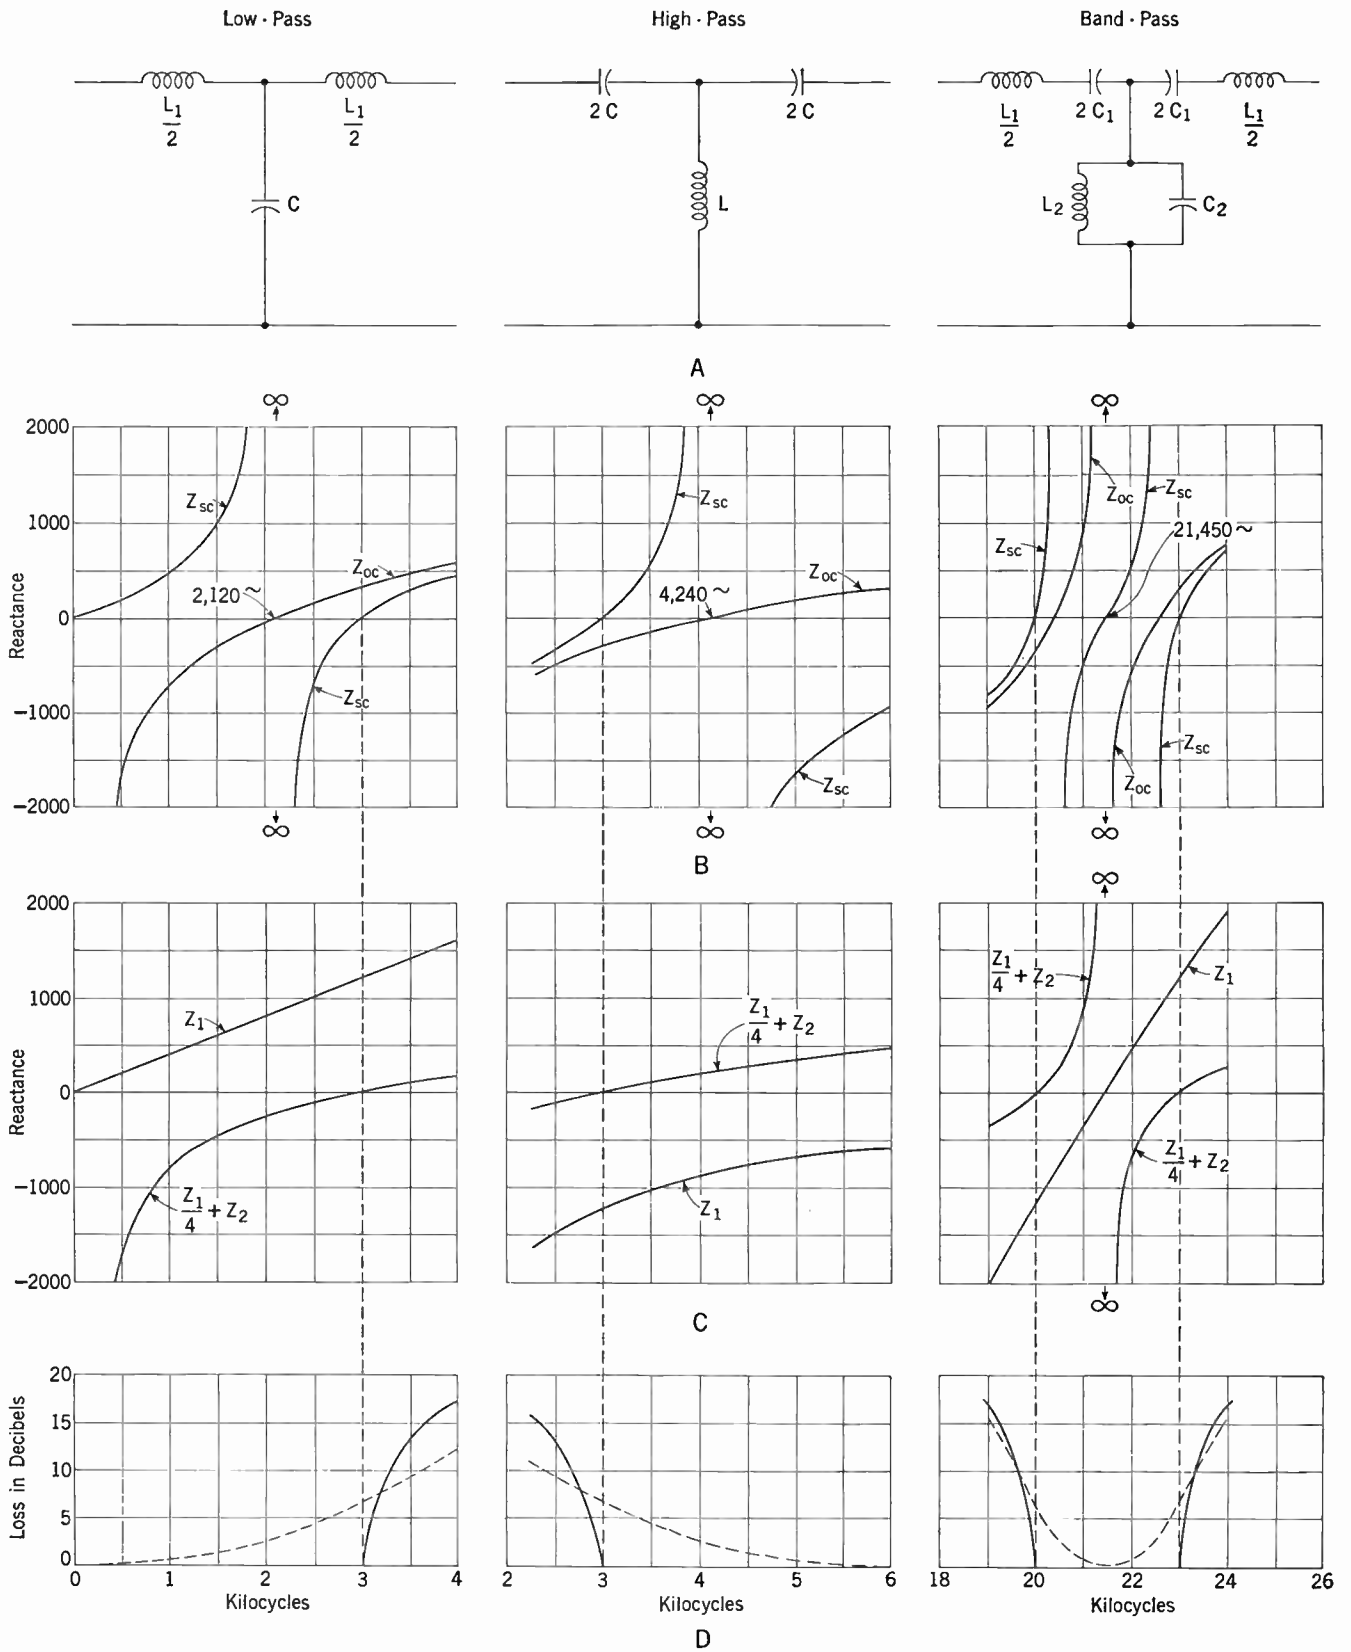 Low · Pass
High · Pass
Band · Pass
L1/2
L1/2
C
2 C
2 C
L
L1/2
2 C1
2 C1
L1/2
L2
C2
A
∞
∞
∞
Reactance
2000
1000
0
−1000
−2000
Zsc
2,120 ~
Zoc
Zsc
Zsc
4,240 ~
Zoc
Zsc
Zsc
Zoc
Zsc
21,450 ~
Zoc
Zsc
∞
∞
∞
B
∞
Reactance
2000
1000
0
−1000
−2000
Z1
Z1/4 + Z2
Z1/4 + Z2
Z1
Z1/4 + Z2
Z1
Z1/4 + Z2
∞
C
Loss in Decibels
20
15
10
5
0
0 1 2 3 4
2 3 4 5 6
18 20 22 24 26
Kilocycles
Kilocycles
Kilocycles
D